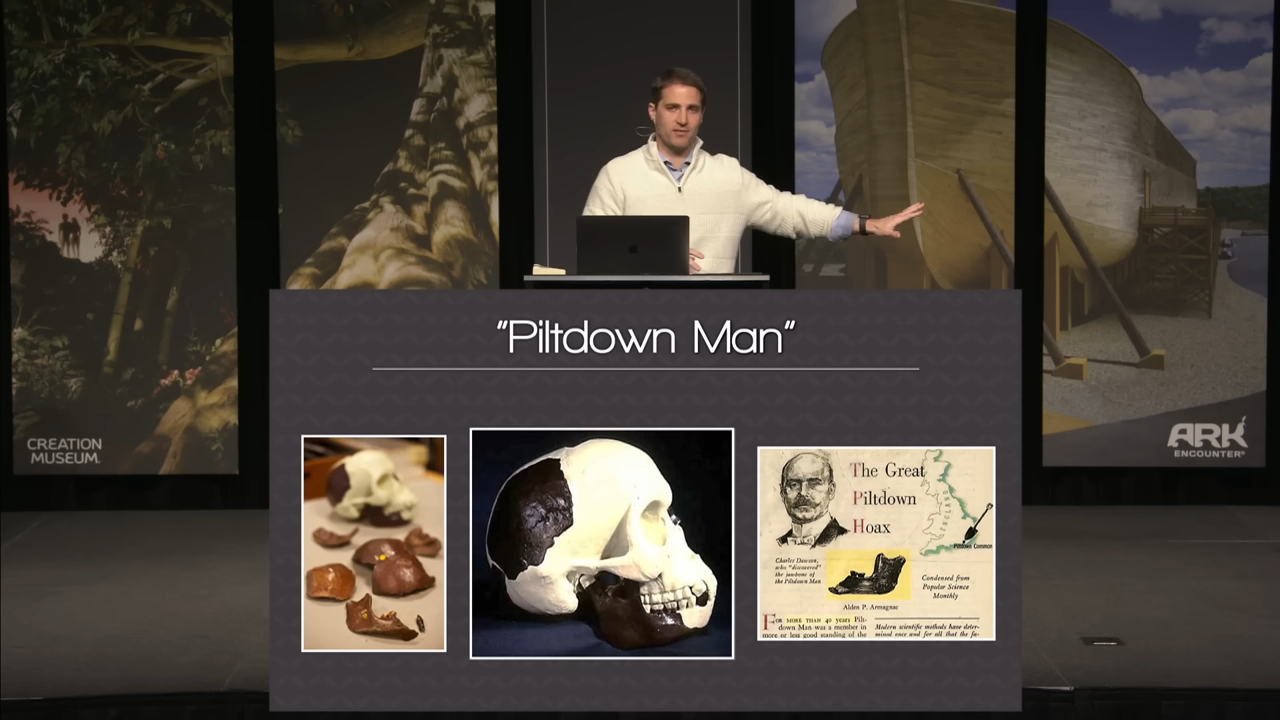 CREATION
MUSEUM
ARK
ENCOUNTER
"Piltdown Man"
The Great
Piltdown
Hoax
ENGLAND
Piltdown Common
Charles Dawson,
who "discovered"
the jawbone of
the Piltdown Man
Condensed from
Popular Science
Monthly
Alden P. Armagnac
FOR MORE THAN 40 YEARS Pilt-
down Man was a member in
more or less good standing of the
Modern scientific methods have deter-
mined once and for all that the fa-